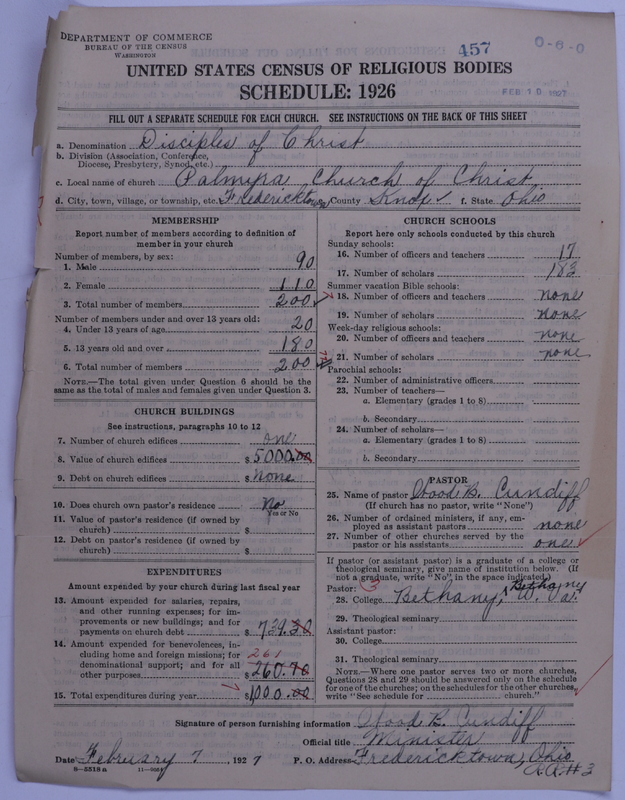 DEPARTMENT OF COMMERCE
BUREAU OF THE CENSUS
WASHINGTON
457
0-6-0
UNITED STATES CENSUS OF RELIGIOUS BODIES
SCHEDULE: 1926
FEB 10 1927
FILL OUT A SEPARATE SCHEDULE FOR EACH CHURCH. SEE INSTRUCTIONS ON THE BACK OF THIS SHEET
a. Denomination Disciples of Christ
b. Division (Association, Conference, Diocese, Presbytery, Synod, etc.)
c. Local name of church Palmyra Church of Christ
d. City, town, village, or township, etc. Fredericktown County Knox f. State Ohio
MEMBERSHIP
Report number of members according to definition of
member in your church
Number of members, by sex:
1. Male 90
2. Female 110
3. Total number of members 200
Number of members under and over 13 years old:
4. Under 13 years of age 20
5. 13 years old and over 180
6. Total number of members 200
NOTE.—The total given under Question 6 should be
same as the total of males and females given under Question 3.
CHURCH BUILDINGS
See instructions, paragraphs 10 to 12
7. Number of church edifices one
8. Value of church edifices $ 5000.00
9. Debt on church edifices $ None
10. Does church own pastor's residence No
Yes or No
11. Value of pastor's residence (if owned by
church) $
12. Debt on pastor's residence (if owned by
church) $
EXPENDITURES
Amount expended by your church during last fiscal year
13. Amount expended for salaries, repairs,
and other running expenses; for im-
provements or new buildings; and for
payments on church debt $ 739.30
14. Amount expended for benevolences, in-
cluding home and foreign missions; for
denominational support; and for all
other purposes $ 260.70
261
15. Total expenditures during year $ 1000.00
CHURCH SCHOOLS
Report here only schools conducted by this church
Sunday schools:
16. Number of officers and teachers 17
17. Number of scholars 183
Summer vacation Bible schools:
18. Number of officers and teachers none
19. Number of scholars none
Week-day religious schools:
20. Number of officers and teachers none
21. Number of scholars none
Parochial schools:
22. Number of administrative officers
23. Number of teachers—
a. Elementary (grades 1 to 8)
b. Secondary
24. Number of scholars—
a. Elementary (grades 1 to 8)
b. Secondary
PASTOR
25. Name of pastor Wood B. Cundiff
(If church has no pastor, write "None")
26. Number of ordained ministers, if any, em-
ployed as assistant pastors none
27. Number of other churches served by the
pastor or his assistants one
If pastor (or assistant pastor) is a graduate of a college or
theological seminary, give name of institution below. (If
not a graduate, write "No" in the space indicated.)
Pastor: 3
28. College Bethany, Bethany W. Va.
29. Theological seminary
Assistant pastor:
30. College
31. Theological seminary
NOTE.—Where one pastor serves two or more churches,
Questions 28 and 29 should be answered only on the schedule
for one of the churches; on the schedules for the other churches,
write "See schedule for church."
Signature of person furnishing information Wood B. Cundiff
Official title Minister
Date February 7, 1927 P. O. Address Fredericktown, Ohio
R.R.#3
8-5518a